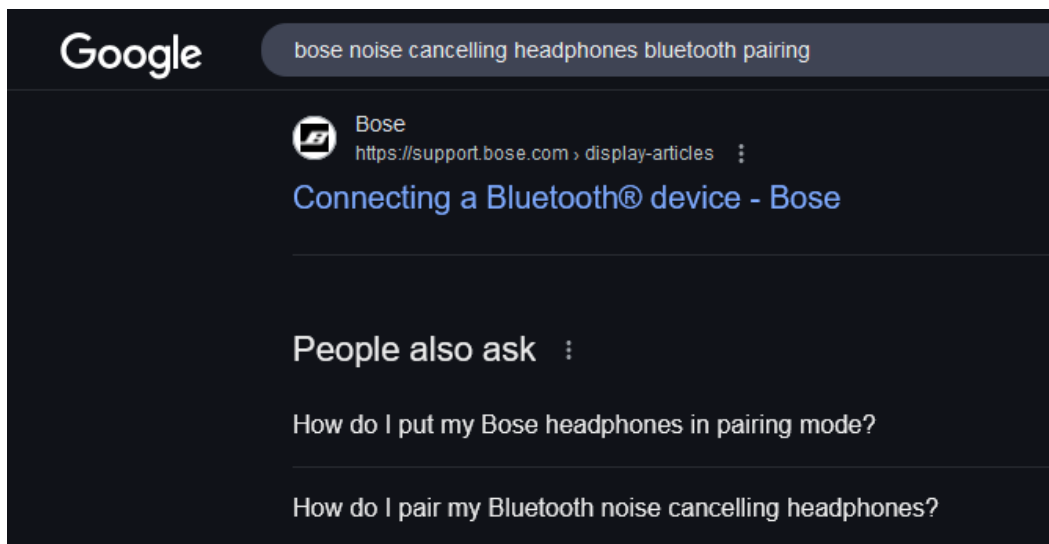 Google
bose noise cancelling headphones bluetooth pairing
Bose
https://support.bose.com › display-articles
Connecting a Bluetooth® device - Bose
People also ask
How do I put my Bose headphones in pairing mode?
How do I pair my Bluetooth noise cancelling headphones?